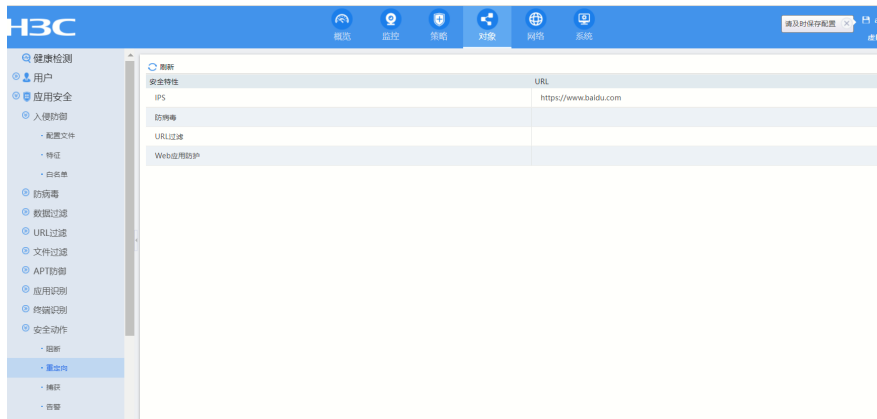 H3C
概览
监控
策略
对象
网络
系统
请及时保存配置
健康检测
用户
应用安全
入侵防御
配置文件
特征
白名单
防病毒
数据过滤
URL过滤
文件过滤
APT防御
应用识别
终端识别
安全动作
阻断
重定向
捕获
告警
刷新
安全特性 URL
IPS https://www.baidu.com
防病毒
URL过滤
Web应用防护